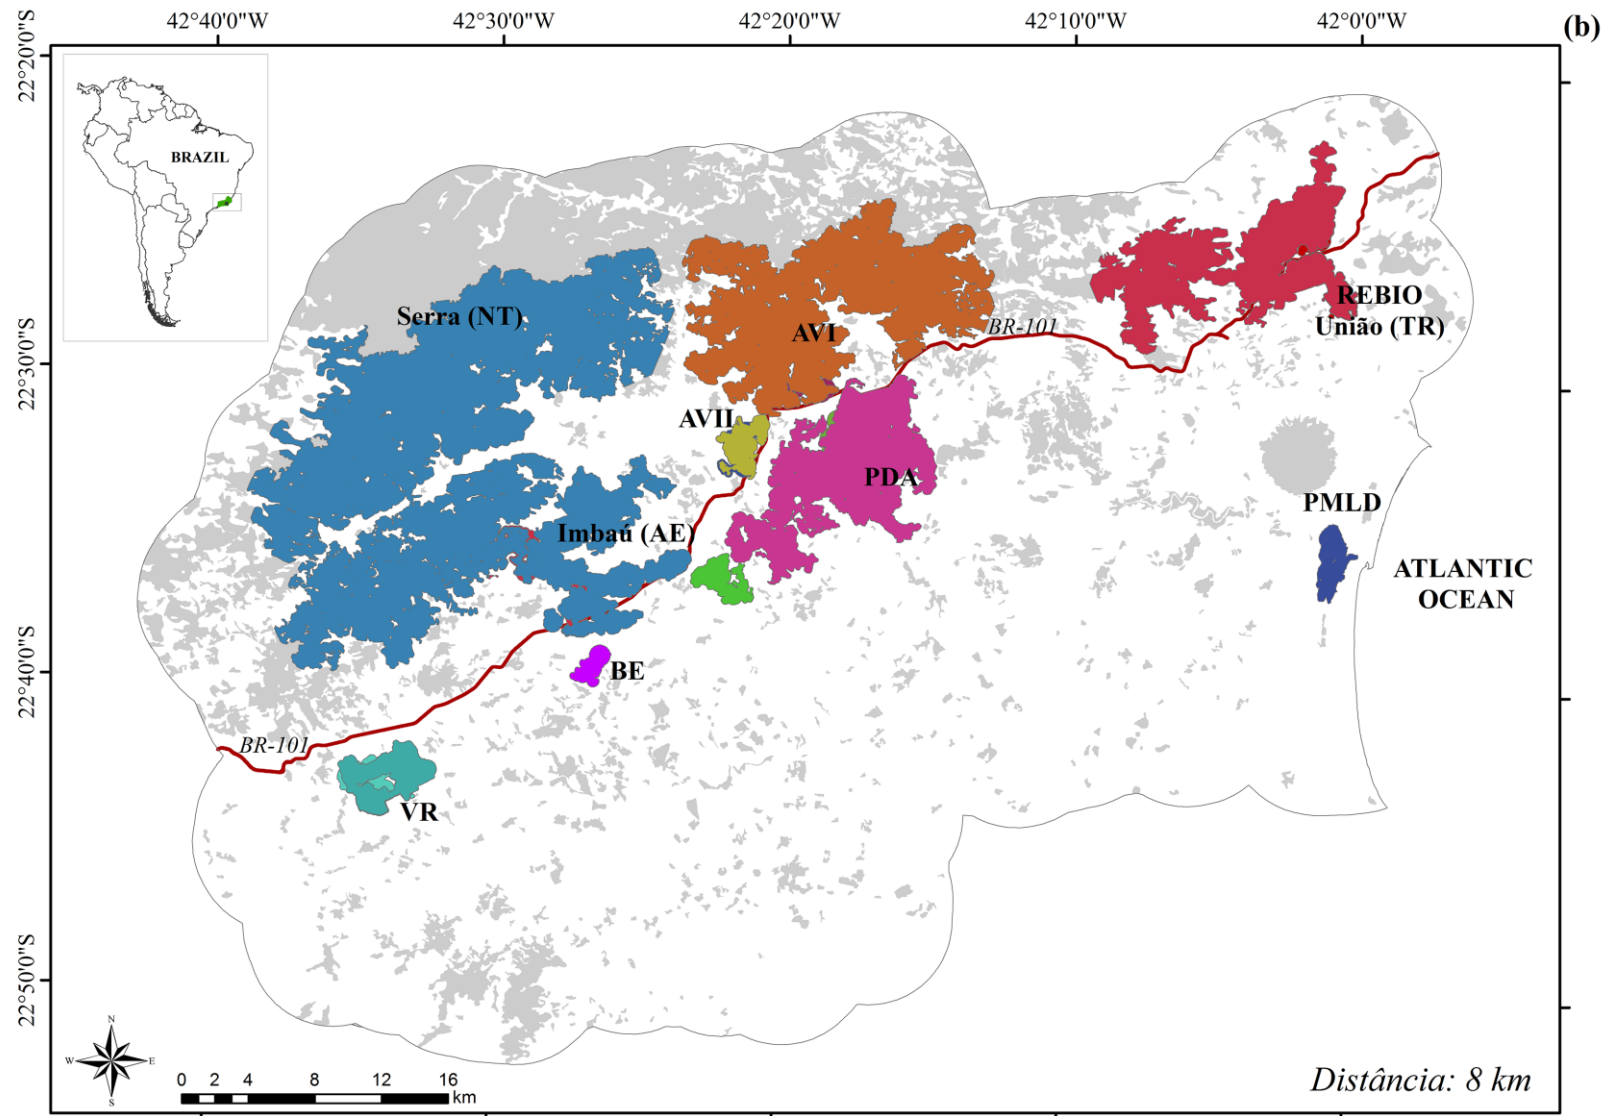 42°40'0"W 42°30'0"W 42°20'0"W 42°10'0"W 42°0'0"W
(b)
22°20'0"S
22°30'0"S
22°40'0"S
22°50'0"S
BRAZIL
Serra (NT)
AVI
BR-101
REBIO
União (TR)
AVII
PDA
PMLD
Imbaú (AE)
ATLANTIC
OCEAN
BE
BR-101
VR
N
W E
S
0 2 4 8 12 16
km
Distância: 8 km